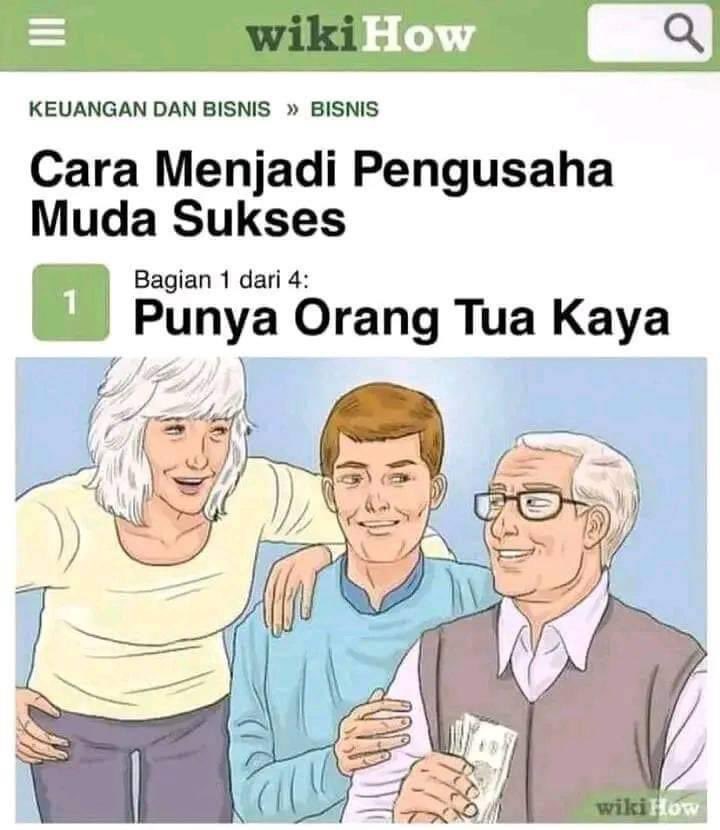 wikiHow
KEUANGAN DAN BISNIS » BISNIS
Cara Menjadi Pengusaha
Muda Sukses
1
Bagian 1 dari 4:
Punya Orang Tua Kaya
wikiHow